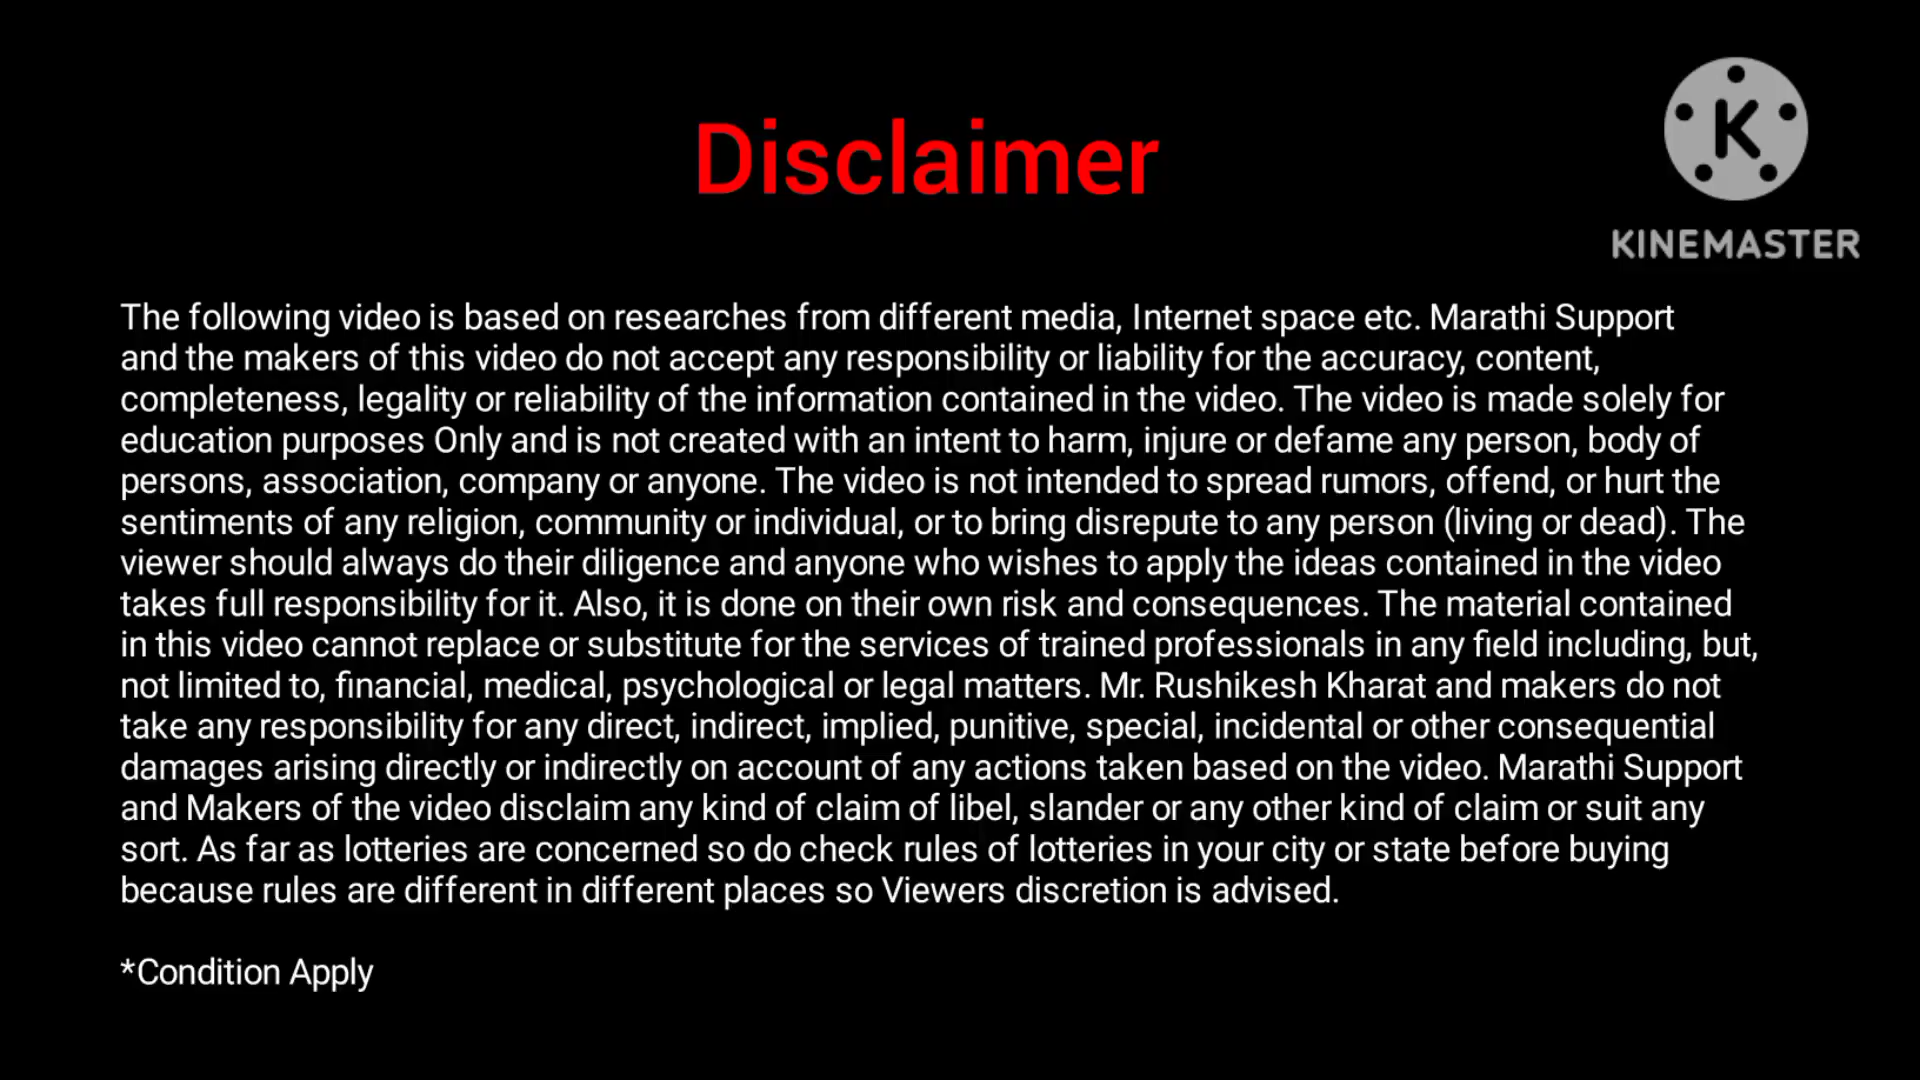 Disclaimer
K
KINEMASTER
The following video is based on researches from different media, Internet space etc. Marathi Support
and the makers of this video do not accept any responsibility or liability for the accuracy, content,
completeness, legality or reliability of the information contained in the video. The video is made solely for
education purposes Only and is not created with an intent to harm, injure or defame any person, body of
persons, association, company or anyone. The video is not intended to spread rumors, offend, or hurt the
sentiments of any religion, community or individual, or to bring disrepute to any person (living or dead). The
viewer should always do their diligence and anyone who wishes to apply the ideas contained in the video
takes full responsibility for it. Also, it is done on their own risk and consequences. The material contained
in this video cannot replace or substitute for the services of trained professionals in any field including, but,
not limited to, financial, medical, psychological or legal matters. Mr. Rushikesh Kharat and makers do not
take any responsibility for any direct, indirect, implied, punitive, special, incidental or other consequential
damages arising directly or indirectly on account of any actions taken based on the video. Marathi Support
and Makers of the video disclaim any kind of claim of libel, slander or any other kind of claim or suit any
sort. As far as lotteries are concerned so do check rules of lotteries in your city or state before buying
because rules are different in different places so Viewers discretion is advised.
*Condition Apply